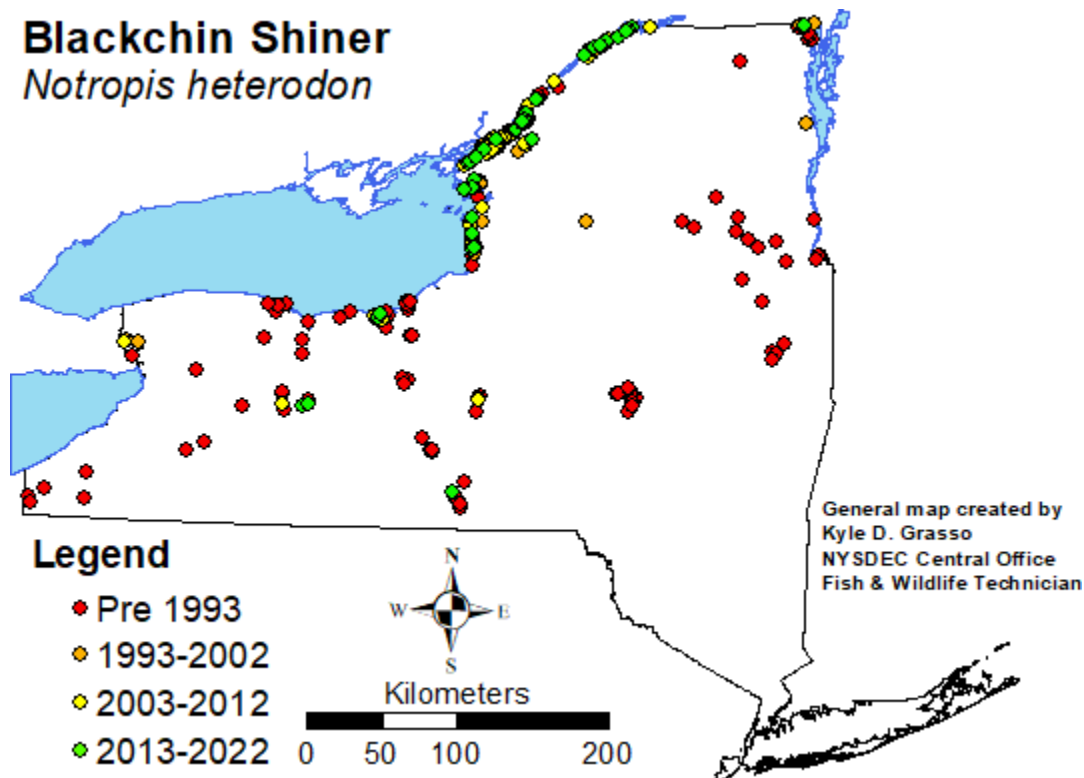 Blackchin Shiner
Notropis heterodon
General map created by
Kyle D. Grasso
NYSDEC Central Office
Fish & Wildlife Technician
Legend
Pre 1993
1993-2002
2003-2012
2013-2022
N
W E
S
Kilometers
0 50 100 200